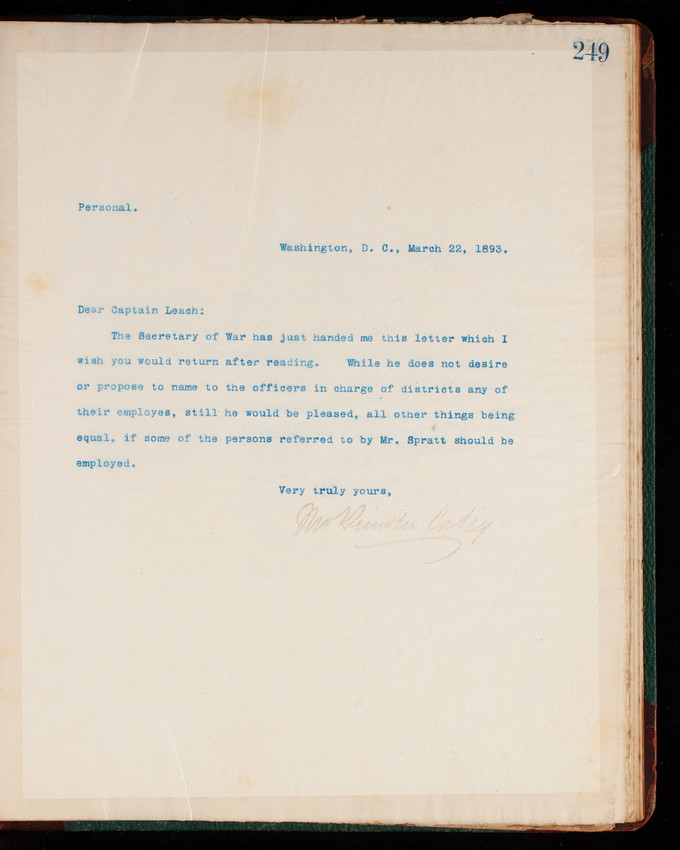 249
Personal.
Washington, D. C., March 22, 1893.
Dear Captain Leach:
The Secretary of War has just handed me this letter which I
wish you would return after reading. While he does not desire
or propose to name to the officers in charge of districts any of
their employes, still he would be pleased, all other things being
equal, if some of the persons referred to by Mr. Spratt should be
employed.
Very truly yours,
Thos Lincoln Casey